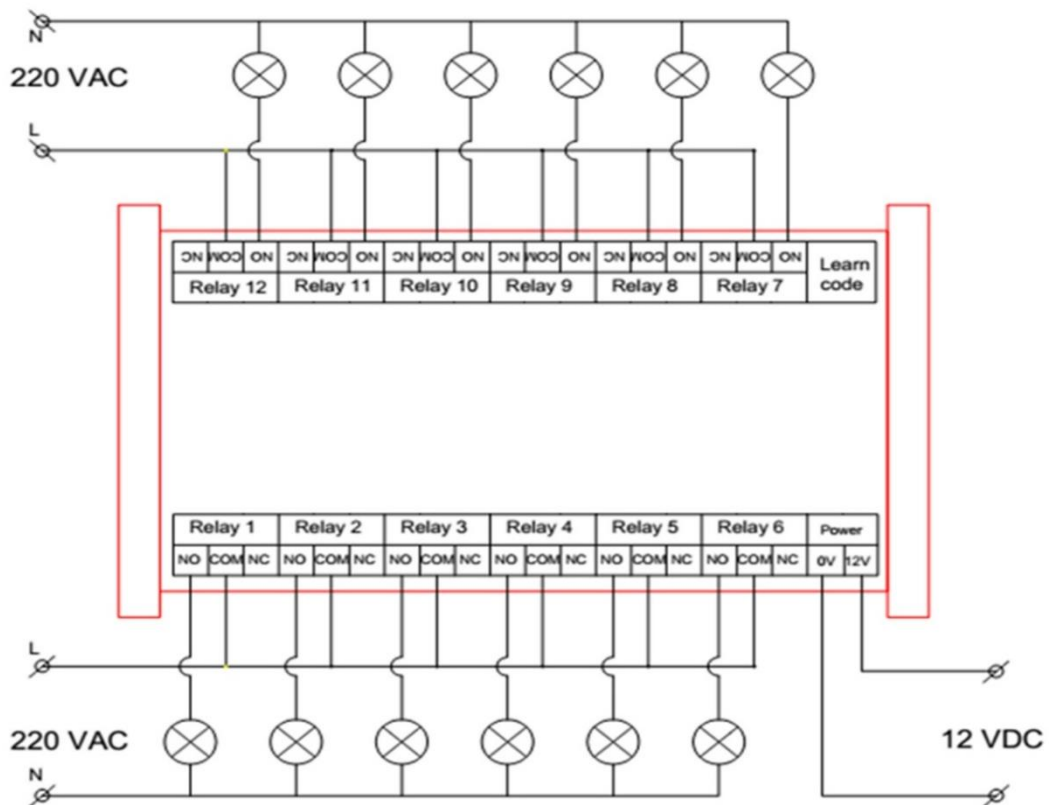 N
220 VAC
L
NC COM NO NC COM NO NC COM NO NC COM NO NC COM NO NC COM NO Learn code
Relay 12 Relay 11 Relay 10 Relay 9 Relay 8 Relay 7
Relay 1 Relay 2 Relay 3 Relay 4 Relay 5 Relay 6 Power
NO COM NC NO COM NC NO COM NC NO COM NC NO COM NC NO COM NC 0V 12V
L
220 VAC 12 VDC
N